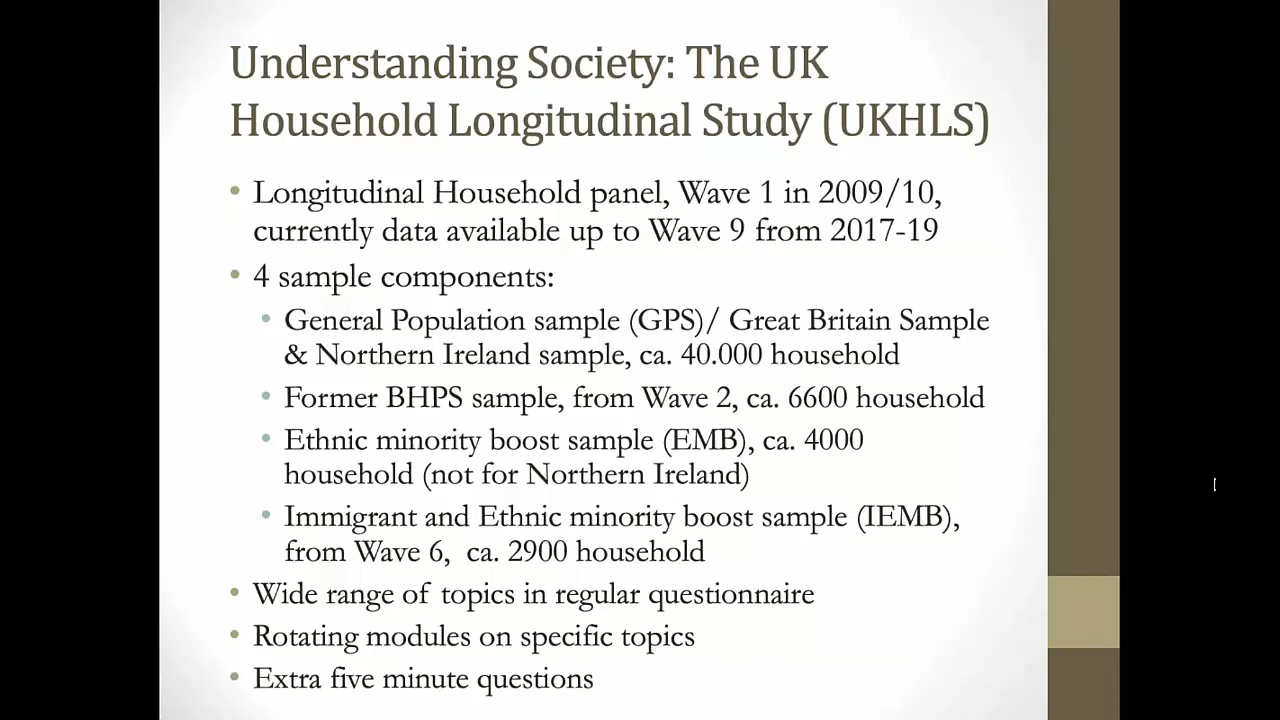 Understanding Society: The UK
Household Longitudinal Study (UKHLS)
• Longitudinal Household panel, Wave 1 in 2009/10,
currently data available up to Wave 9 from 2017-19
• 4 sample components:
• General Population sample (GPS)/ Great Britain Sample
& Northern Ireland sample, ca. 40.000 household
• Former BHPS sample, from Wave 2, ca. 6600 household
• Ethnic minority boost sample (EMB), ca. 4000
household (not for Northern Ireland)
• Immigrant and Ethnic minority boost sample (IEMB),
from Wave 6, ca. 2900 household
• Wide range of topics in regular questionnaire
• Rotating modules on specific topics
• Extra five minute questions